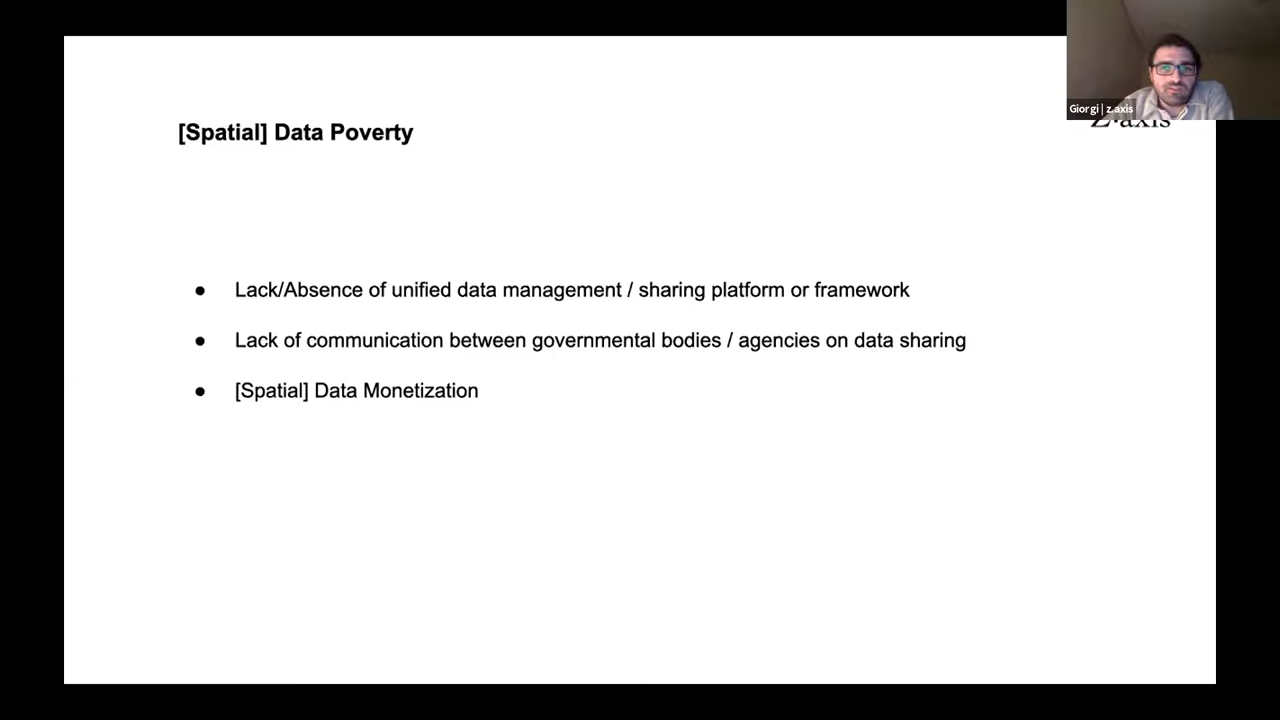 [Spatial] Data Poverty
Giorgi | z.axis
z.axis
● Lack/Absence of unified data management / sharing platform or framework
● Lack of communication between governmental bodies / agencies on data sharing
● [Spatial] Data Monetization